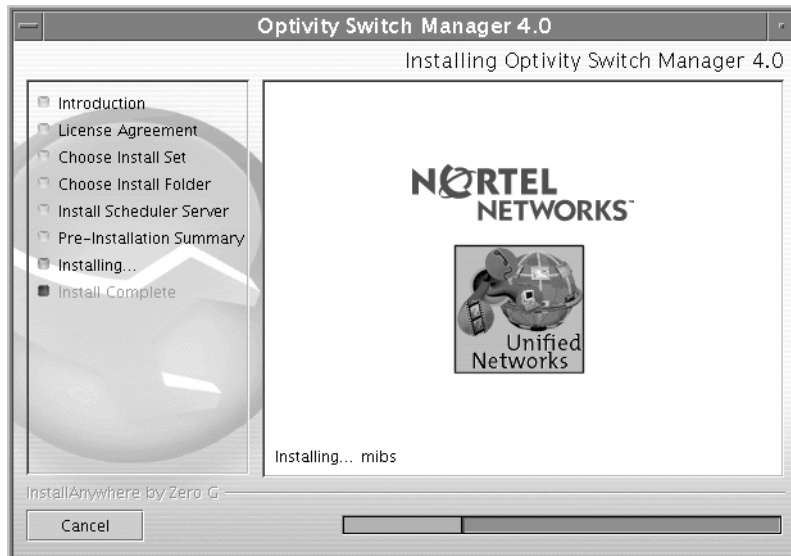 Optivity Switch Manager 4.0
Installing Optivity Switch Manager 4.0
Introduction
License Agreement
Choose Install Set
Choose Install Folder
Install Scheduler Server
Pre-Installation Summary
Installing...
Install Complete
NORTEL
NETWORKS™
Unified
Networks
Installing... mibs
InstallAnywhere by Zero G
Cancel